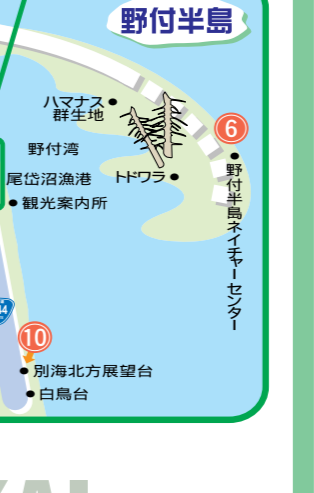 野付半島
ハマナス
群生地
6
野付湾
トドワラ
尾岱沼漁港
観光案内所
野付半島ネイチャーセンター
10
別海北方展望台
白鳥台